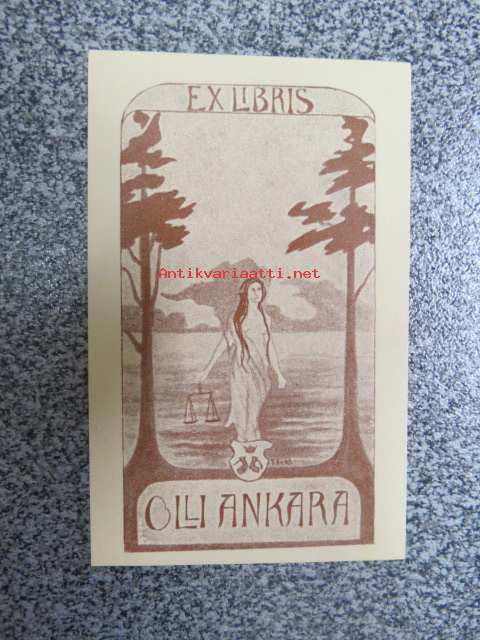 EX LIBRIS
Antikvariaatti.net
OLLI ANKARA